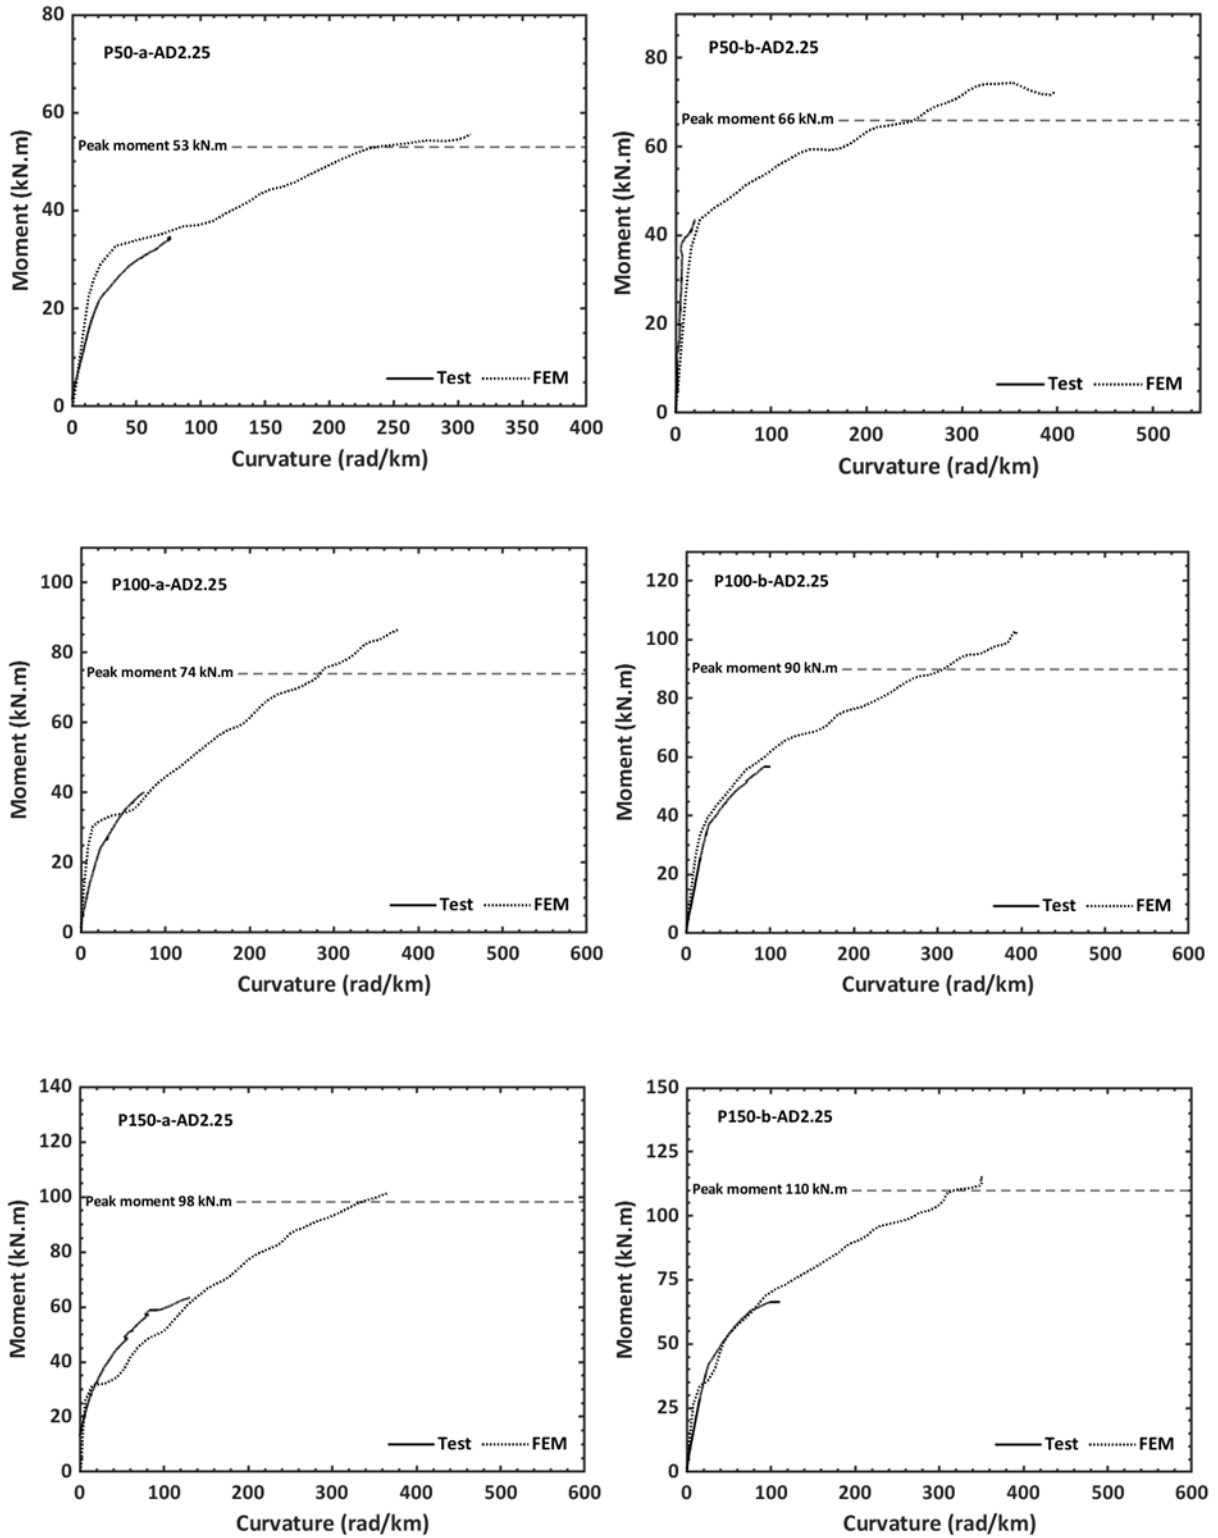 80
P50-a-AD2.25
60
Peak moment 53 kN.m
40
20
0
Moment (kN.m)
Test FEM
0 50 100 150 200 250 300 350 400
Curvature (rad/km)
P50-b-AD2.25
80
Peak moment 66 kN.m
60
40
20
0
Moment (kN.m)
Test FEM
0 100 200 300 400 500
Curvature (rad/km)
P100-a-AD2.25
100
80
Peak moment 74 kN.m
60
40
20
0
Moment (kN.m)
Test FEM
0 100 200 300 400 500 600
Curvature (rad/km)
P100-b-AD2.25
120
100
Peak moment 90 kN.m
80
60
40
20
0
Moment (kN.m)
Test FEM
0 100 200 300 400 500 600
Curvature (rad/km)
140
P150-a-AD2.25
120
100
Peak moment 98 kN.m
80
60
40
20
0
Moment (kN.m)
Test FEM
0 100 200 300 400 500 600
Curvature (rad/km)
150
P150-b-AD2.25
125
Peak moment 110 kN.m
100
75
50
25
0
Moment (kN.m)
Test FEM
0 100 200 300 400 500 600
Curvature (rad/km)